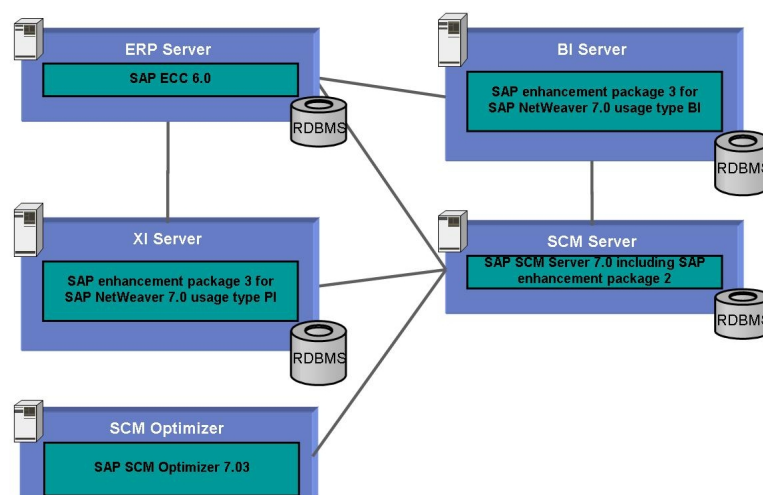 ERP Server
SAP ECC 6.0
RDBMS
BI Server
SAP enhancement package 3 for
SAP NetWeaver 7.0 usage type BI
RDBMS
XI Server
SAP enhancement package 3 for
SAP NetWeaver 7.0 usage type PI
RDBMS
SCM Server
SAP SCM Server 7.0 including SAP
enhancement package 2
RDBMS
SCM Optimizer
SAP SCM Optimizer 7.03